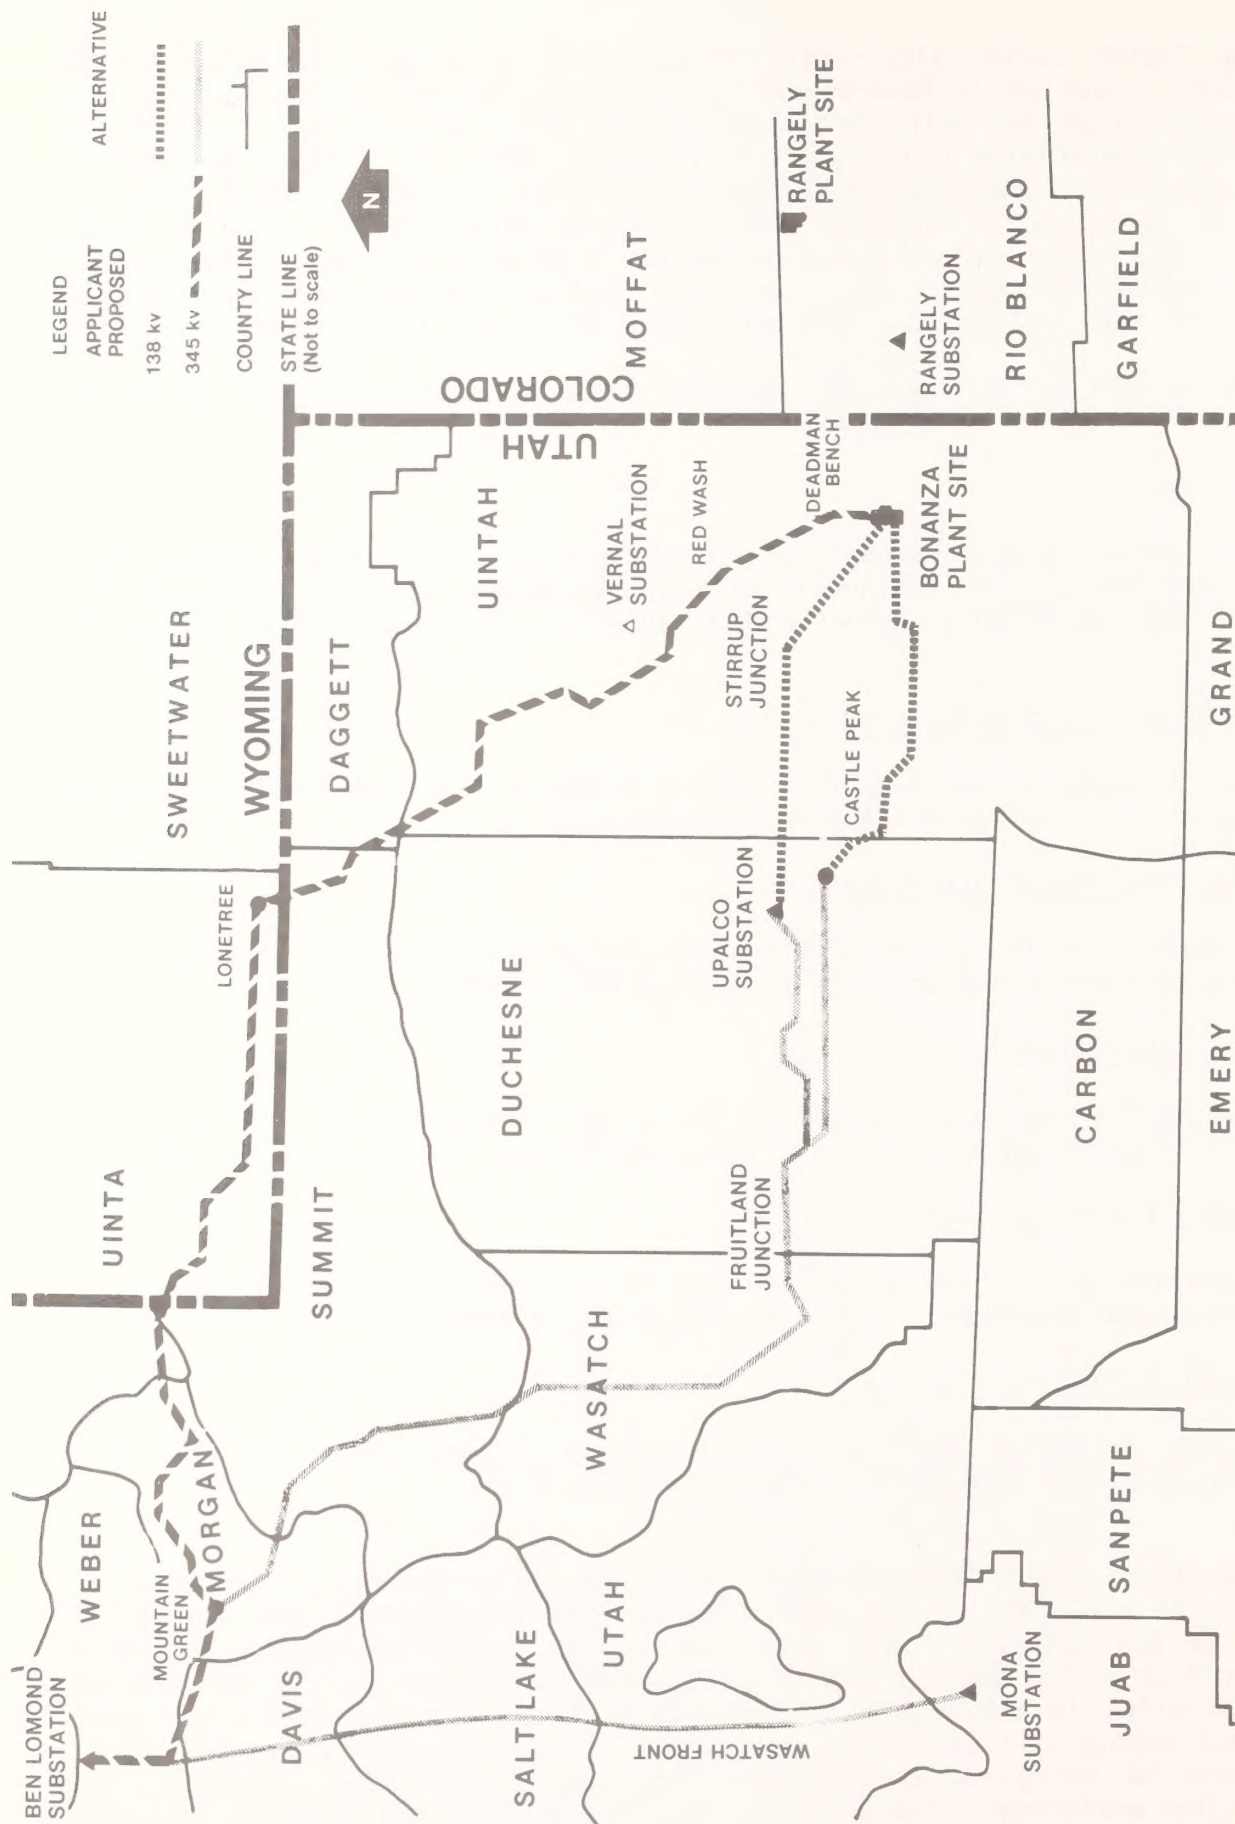 LEGEND
APPLICANT
PROPOSED
ALTERNATIVE
138 kv
345 kv
COUNTY LINE
STATE LINE
(Not to scale)
N
BEN LOMOND
SUBSTATION
WEBER
MOUNTAIN
GREEN
MORGAN
DAVIS
SALT LAKE
UTAH
WASATCH FRONT
MONA
SUBSTATION
JUAB
SANPETE
UINTA
SUMMIT
WASATCH
LONETREE
SWEETWATER
WYOMING
DAGGETT
DUCHESNE
FRUITLAND
JUNCTION
UPALCO
SUBSTATION
CASTLE PEAK
CARBON
EMERY
GRAND
UINTAH
VERNAL
SUBSTATION
RED WASH
STIRRUP
JUNCTION
DEADMAN
BENCH
BONANZA
PLANT SITE
UTAH
COLORADO
MOFFAT
RANGELY
PLANT SITE
RANGELY
SUBSTATION
RIO BLANCO
GARFIELD